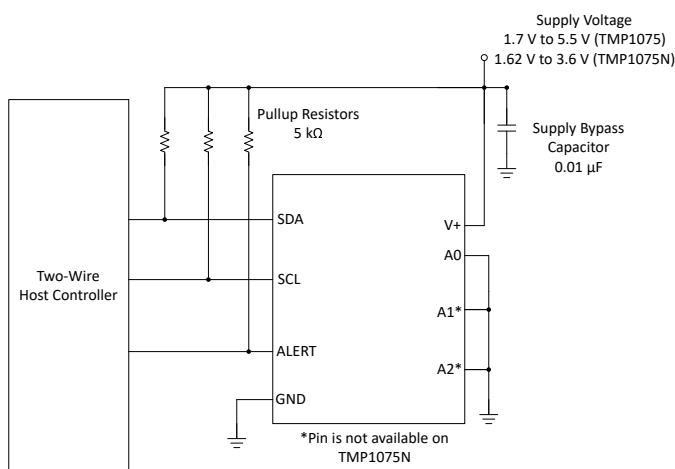 Supply Voltage
1.7 V to 5.5 V (TMP1075)
1.62 V to 3.6 V (TMP1075N)
Pullup Resistors
5 kΩ
Supply Bypass
Capacitor
0.01 µF
Two-Wire
Host Controller
SDA
SCL
ALERT
GND
V+
A0
A1*
A2*
*Pin is not available on
TMP1075N